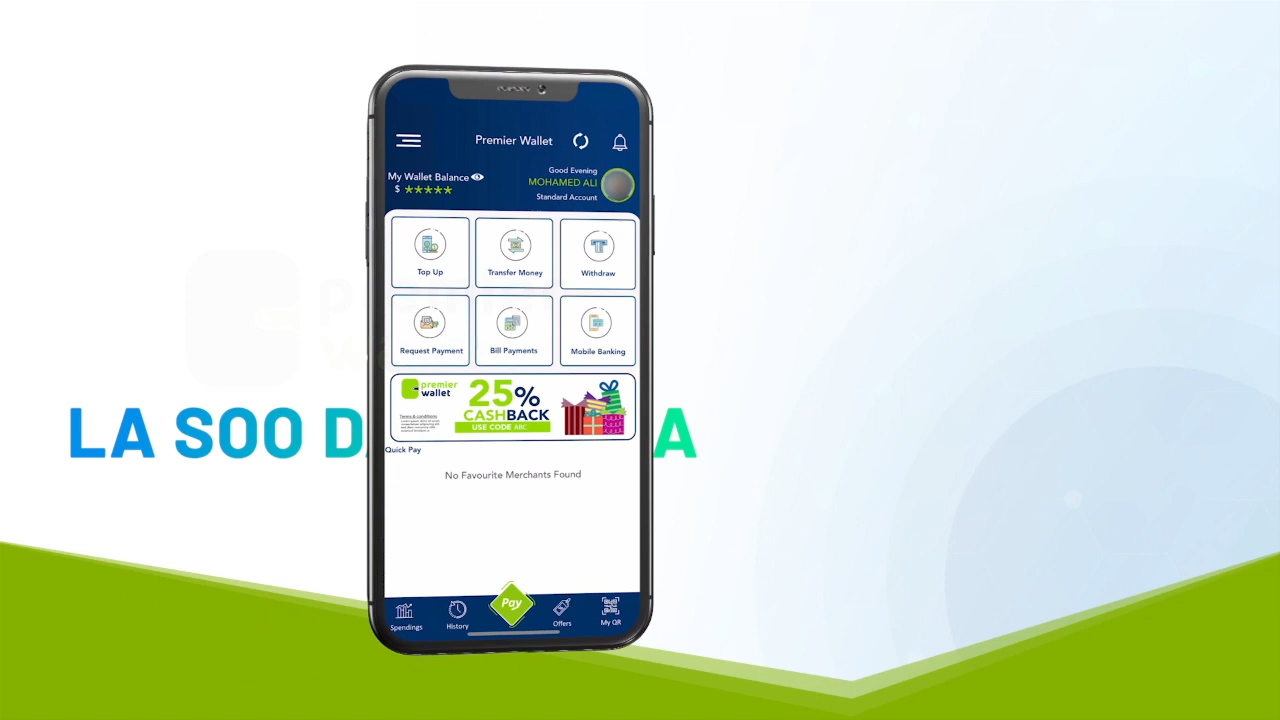 Premier Wallet
My Wallet Balance
$ *****
Good Evening
MOHAMED ALI
Standard Account
Top Up
Transfer Money
Withdraw
Request Payment
Bill Payments
Mobile Banking
premier
wallet
Terms & conditions
25%
CASHBACK
USE CODE ABC
LA SOO D
A
Quick Pay
No Favourite Merchants Found
Pay
Spendings
History
Offers
My QR